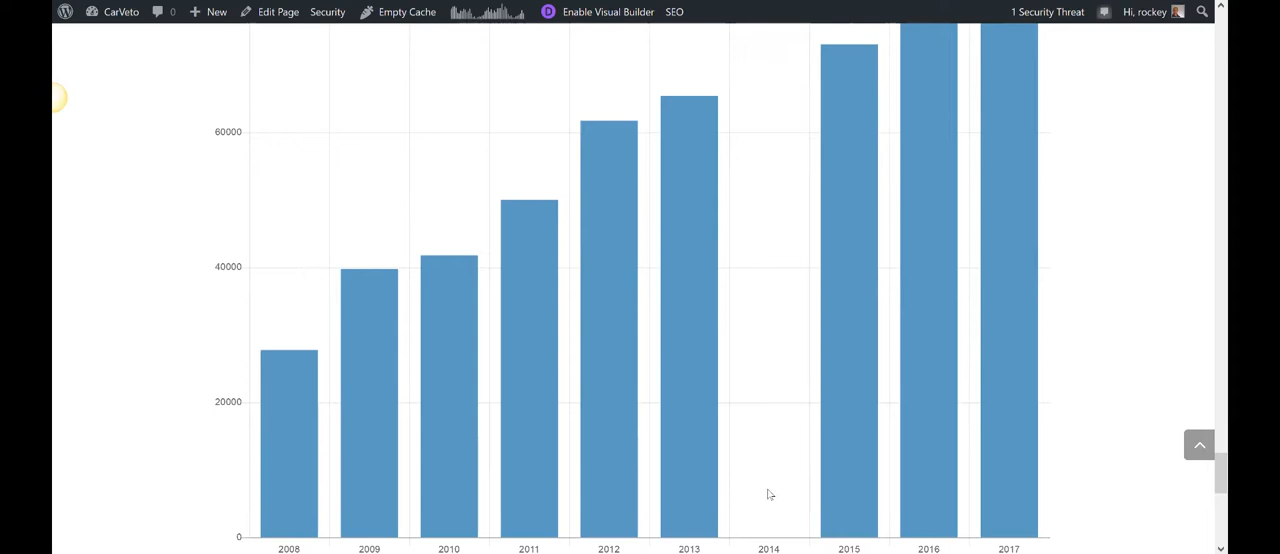 CarVeto 0 New Edit Page Security Empty Cache D Enable Visual Builder SEO 1 Security Threat Hi, rockey
60000
40000
20000
0
2008 2009 2010 2011 2012 2013 2014 2015 2016 2017